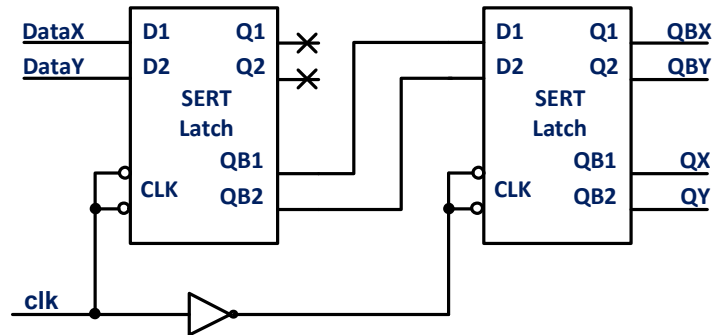 DataX
DataY
D1
D2
Q1
Q2
SERT
Latch
QB1
CLK
QB2
D1
D2
Q1
Q2
SERT
Latch
QB1
CLK
QB2
QBX
QBY
QX
QY
clk